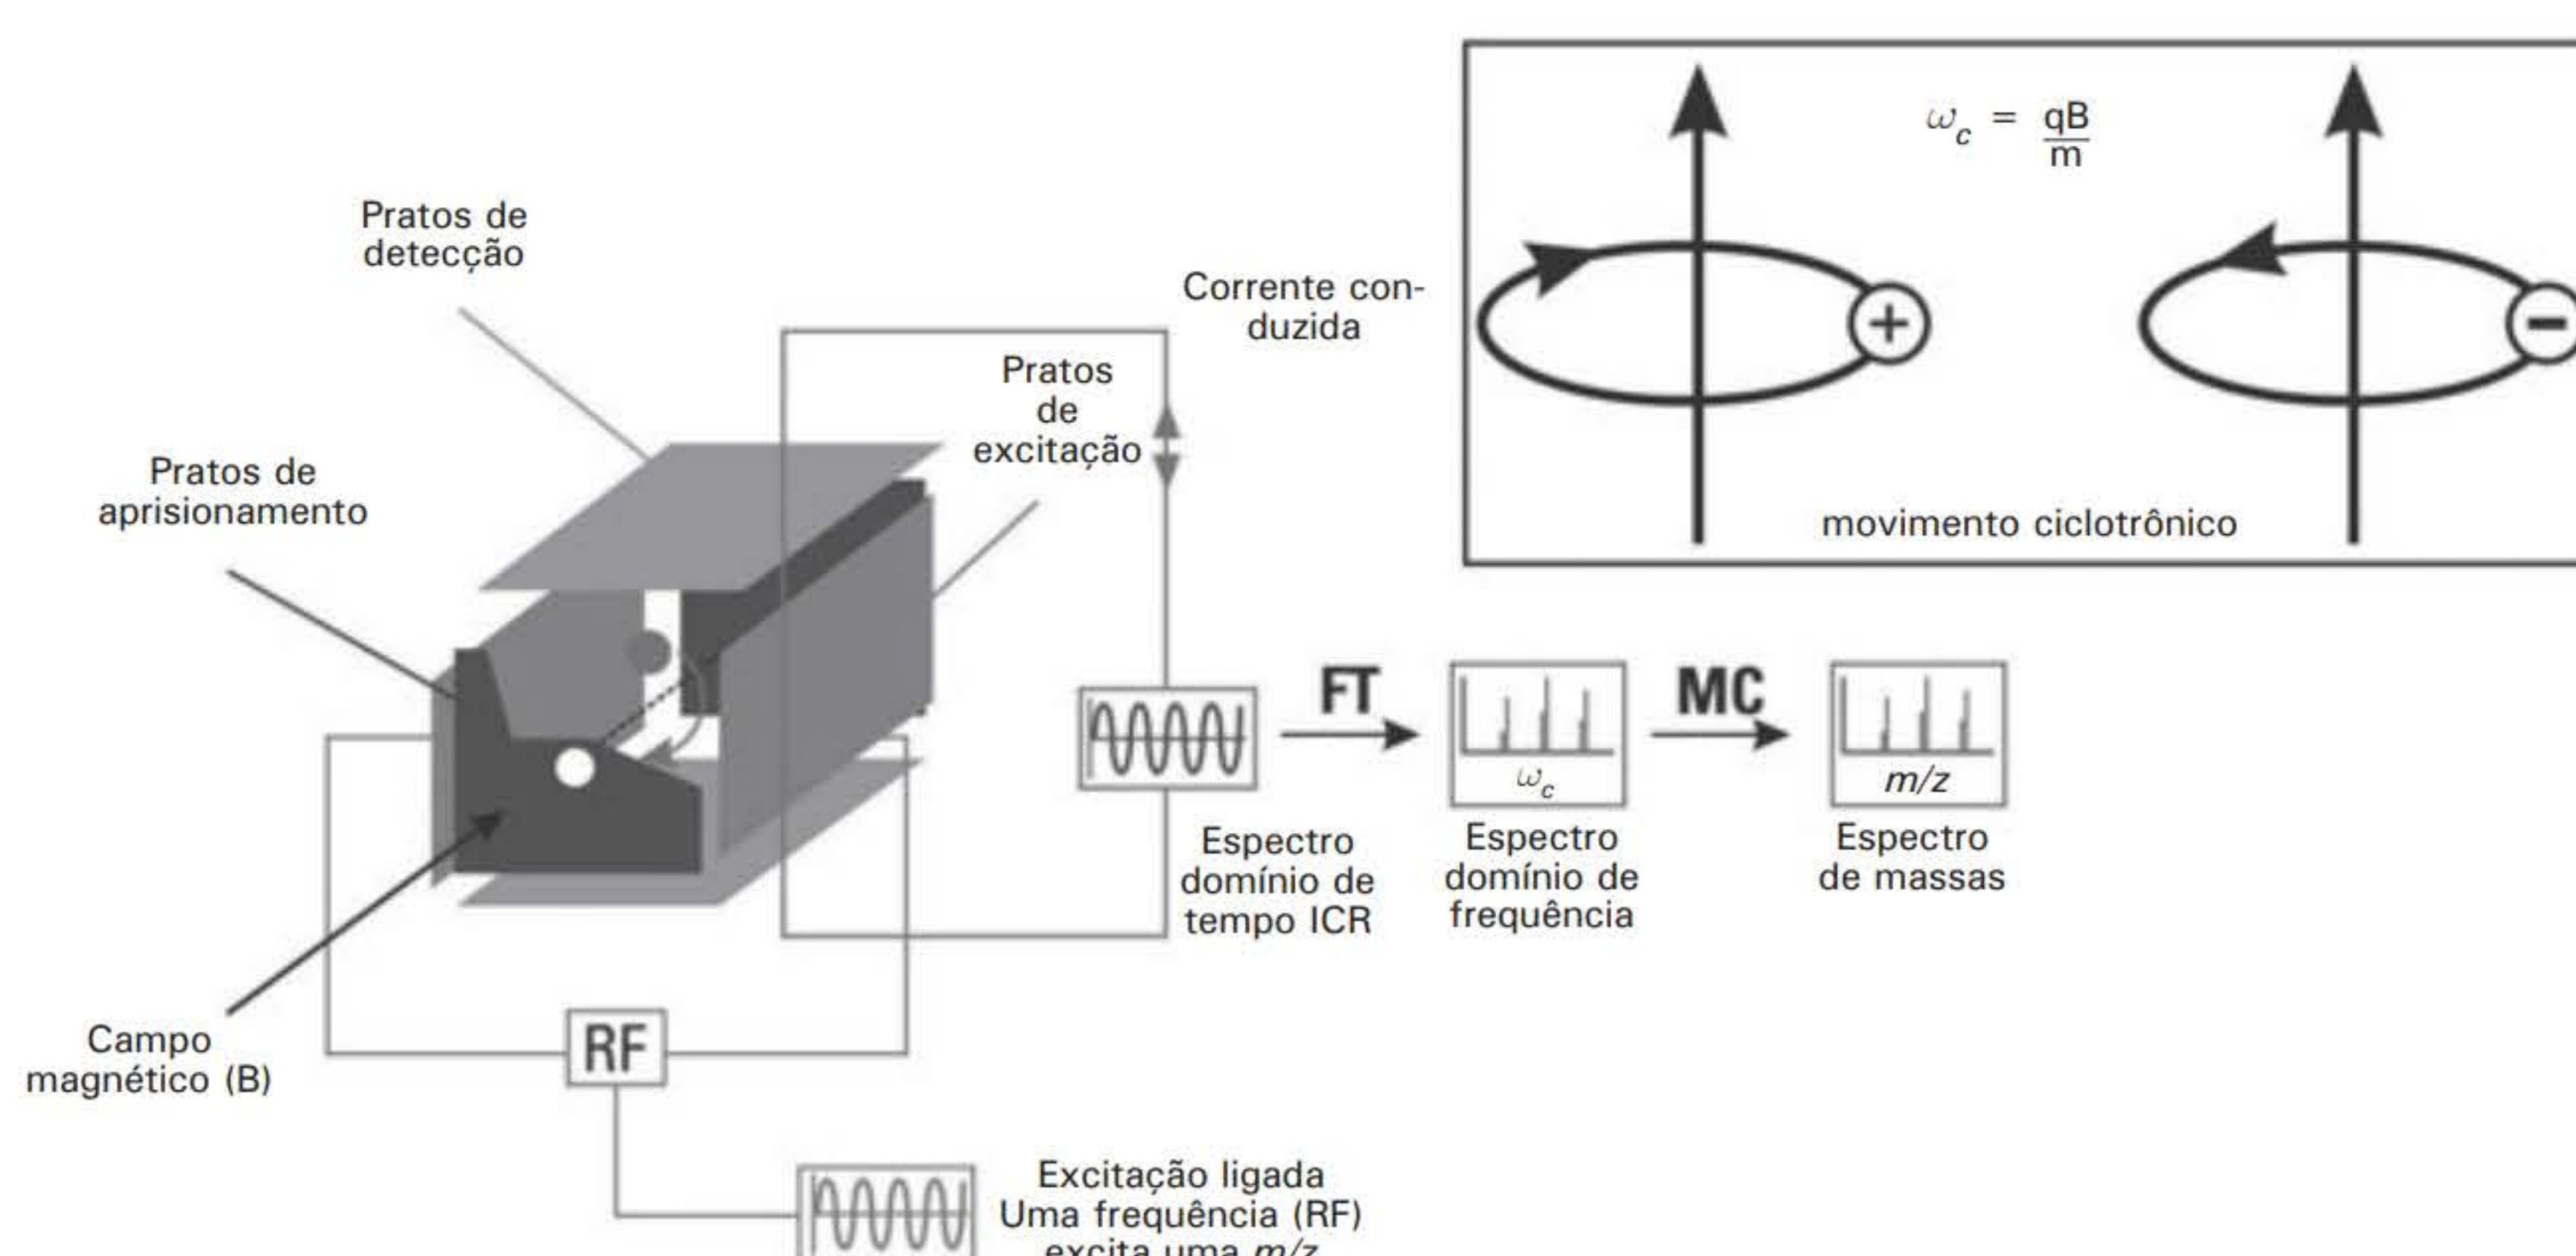 Pratos de
detecção
Pratos de
aprisionamento
Campo
magnético (B)
Corrente con-
duzida
Pratos
de
excitação
RF
Excitação ligada
Uma frequência (RF)
excita uma m/z
Espectro
domínio de
tempo ICR
FT
ω_c
Espectro
domínio de
frequência
MC
m/z
Espectro
de massas
ω_c = qB/m
+
-
movimento ciclotrônico